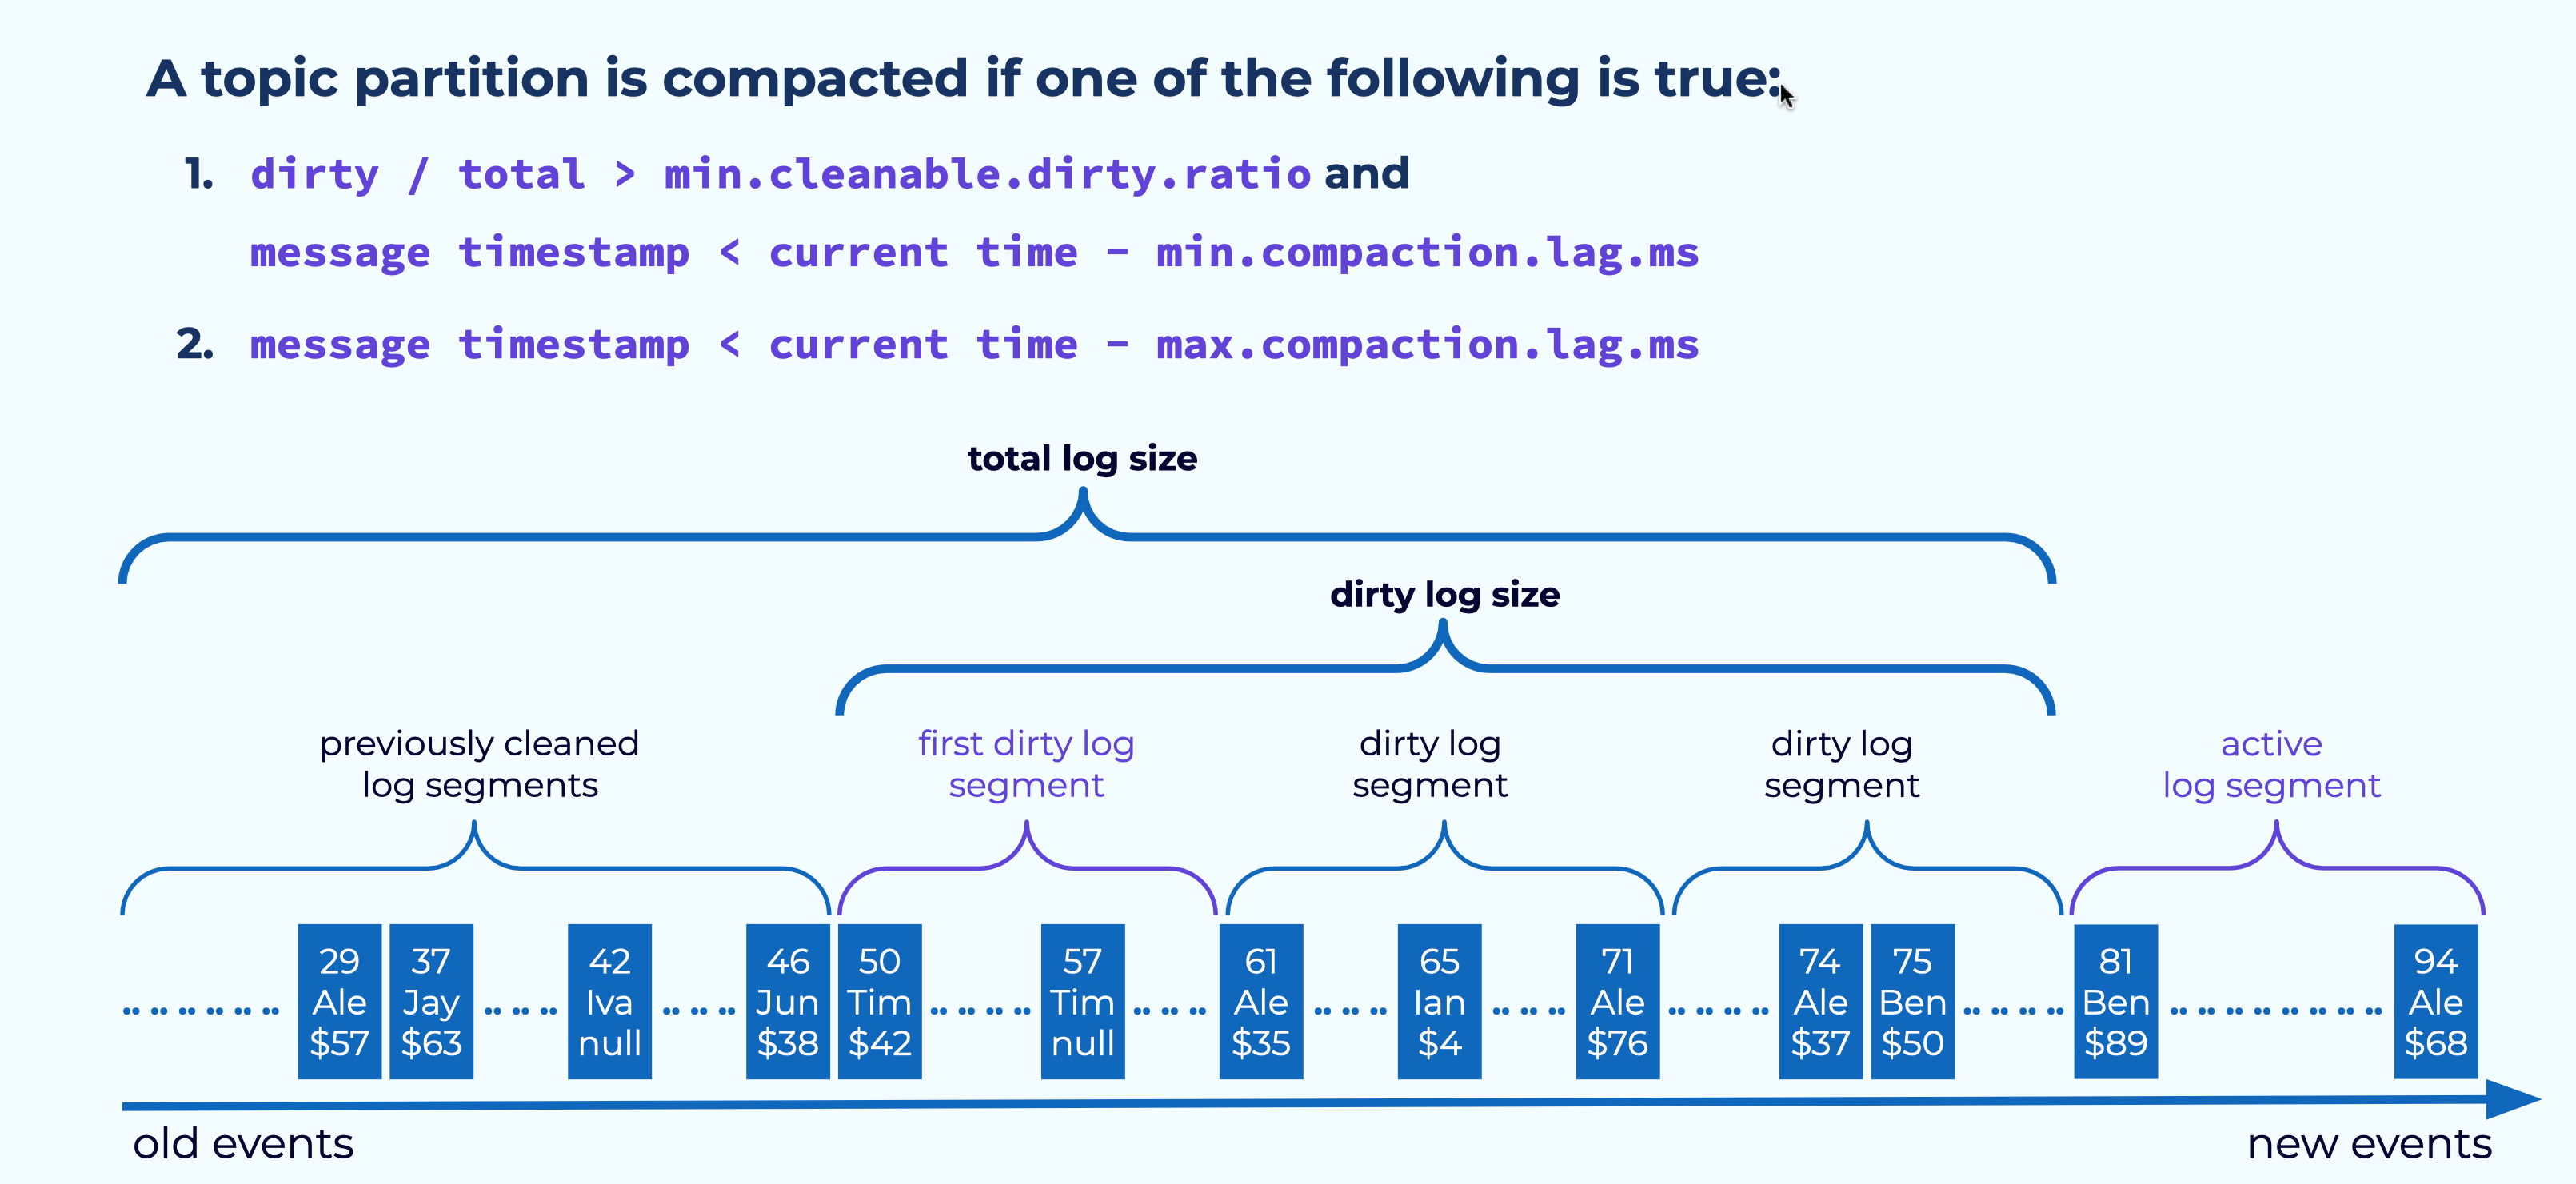 A topic partition is compacted if one of the following is true:
1. dirty / total > min.cleanable.dirty.ratio and
message timestamp < current time - min.compaction.lag.ms
2. message timestamp < current time - max.compaction.lag.ms
total log size
dirty log size
previously cleaned
log segments
first dirty log
segment
dirty log
segment
dirty log
segment
active
log segment
29
Ale
$57
37
Jay
$63
42
Iva
null
46
Jun
$38
50
Tim
$42
57
Tim
null
61
Ale
$35
65
Ian
$4
71
Ale
$76
74
Ale
$37
75
Ben
$50
81
Ben
$89
94
Ale
$68
old events
new events